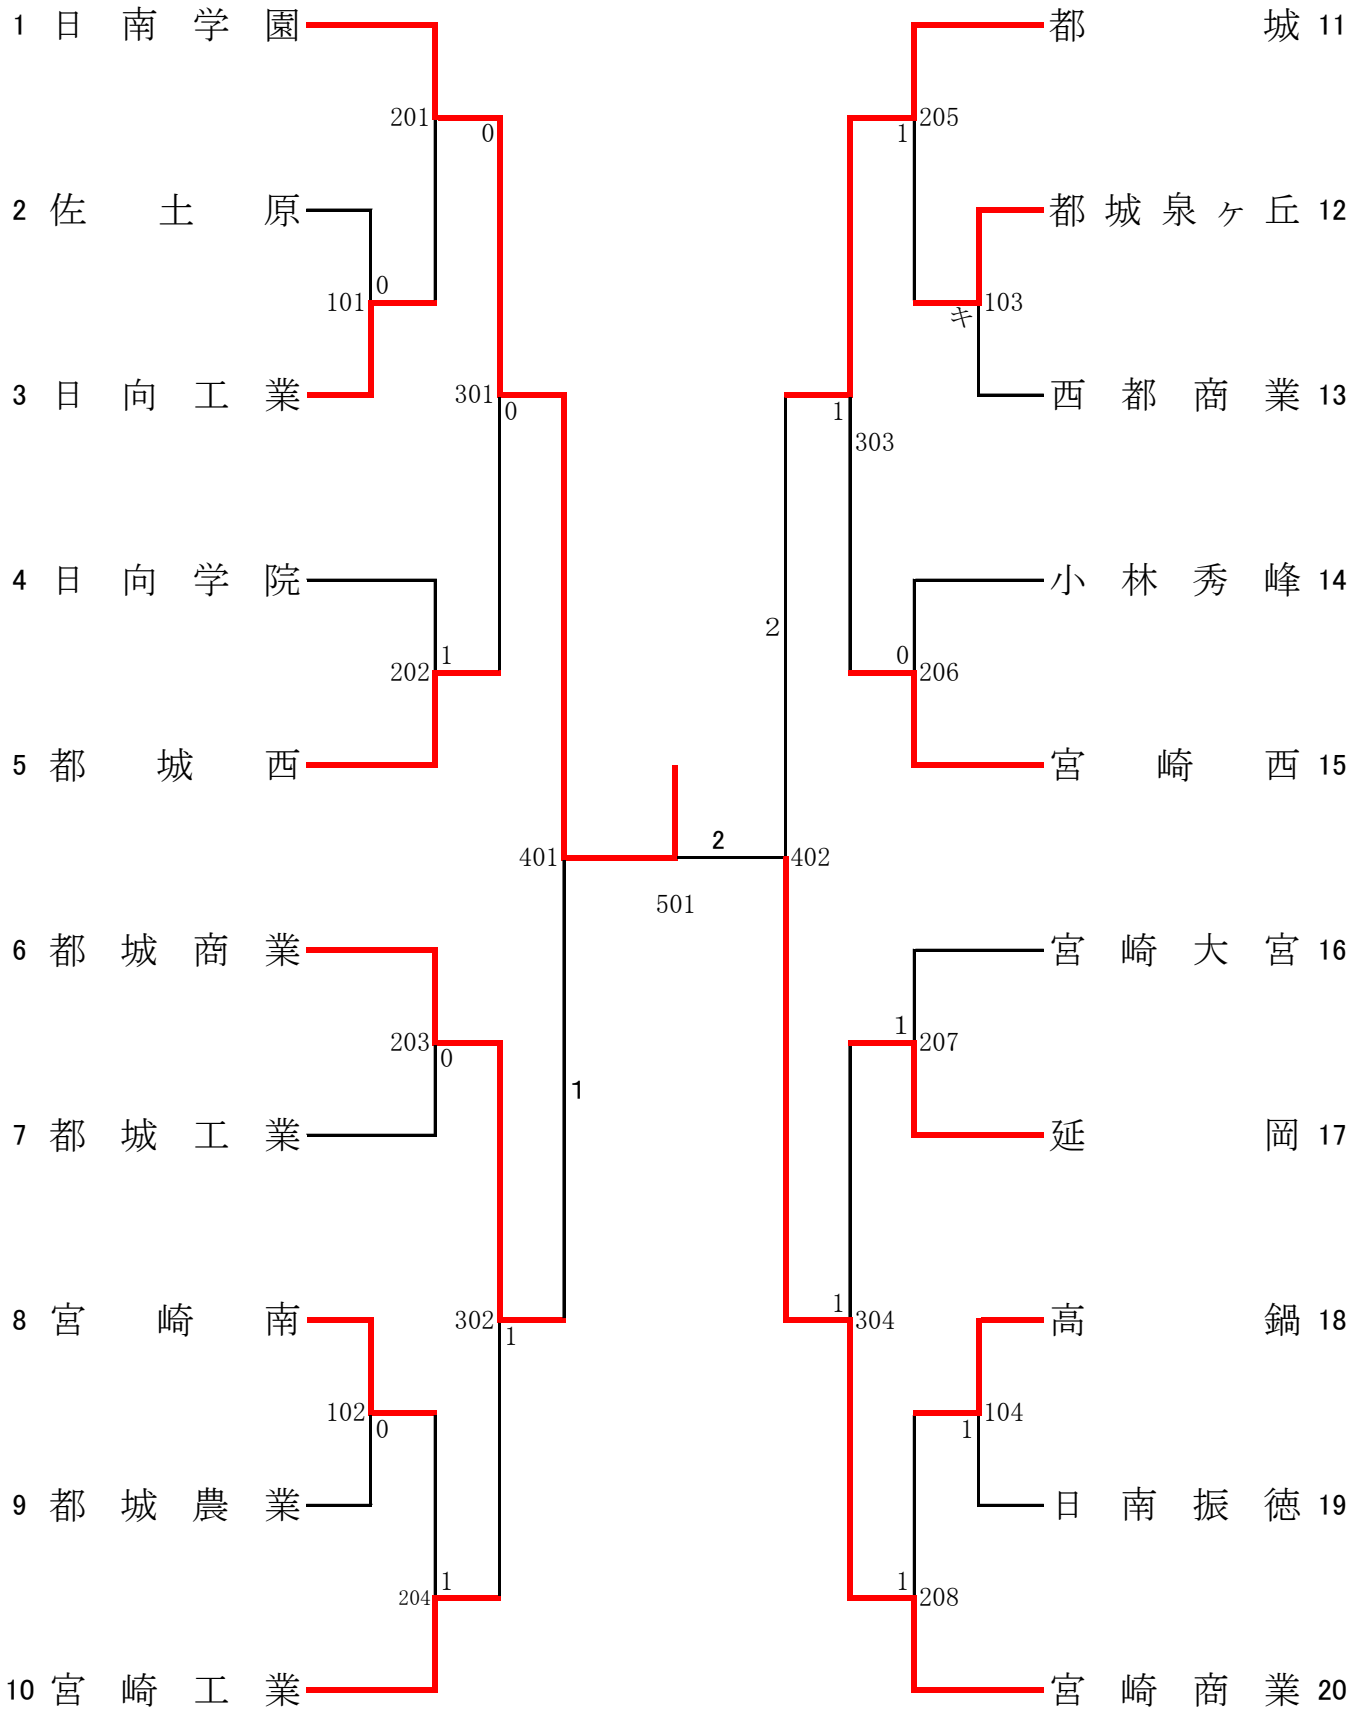 1 日南学園
都城 11
201
0
1
205
2 佐土原
都城泉ヶ丘 12
0
101
103
キ
3 日向工業
301
0
1
西都商業 13
303
4 日向学院
小林秀峰 14
2
1
202
0
206
5 都城西
宮崎西 15
2
401
402
501
6 都城商業
宮崎大宮 16
203
0
1
207
1
7 都城工業
延岡 17
8 宮崎南
302
1
1
304
高鍋 18
102
0
1
104
9 都城農業
日南振徳 19
1
204
1
208
10 宮崎工業
宮崎商業 20